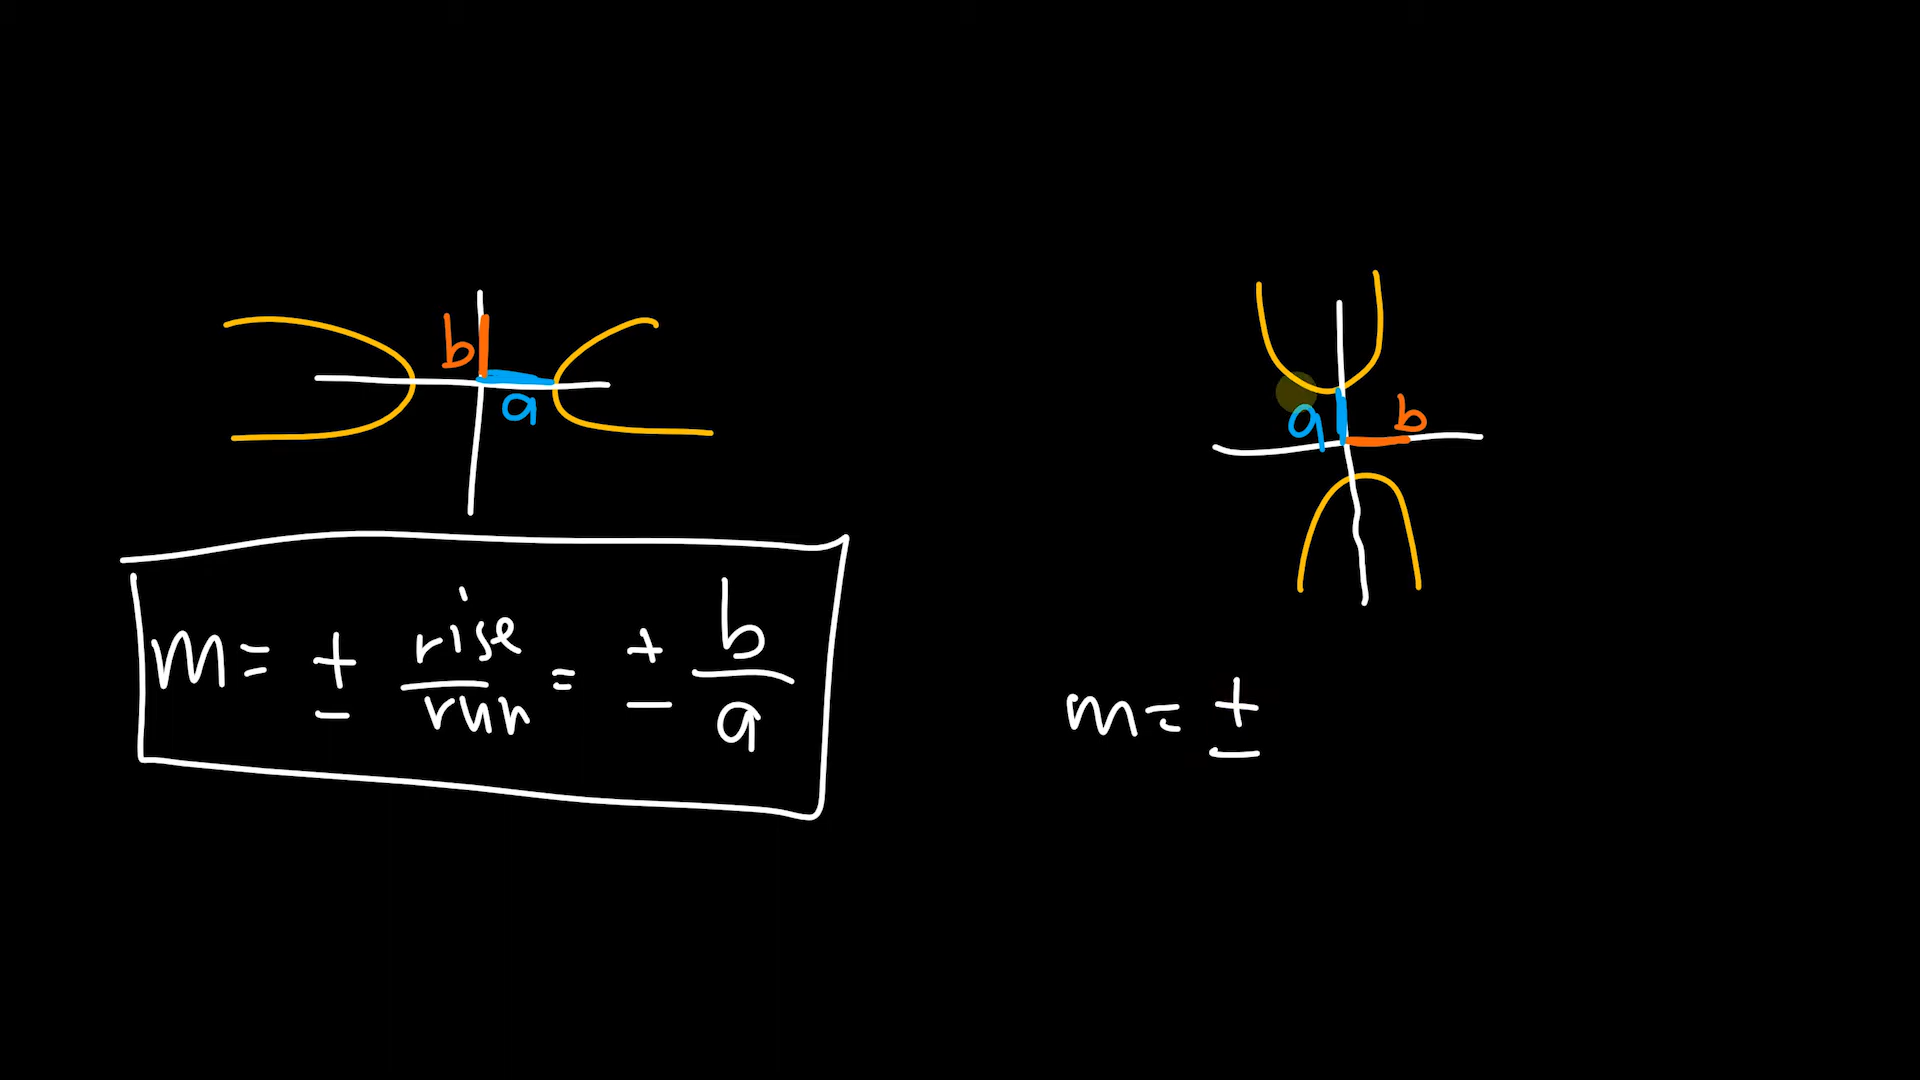 b
a
a
b
m = ± rise/run = ± b/a
m = ±